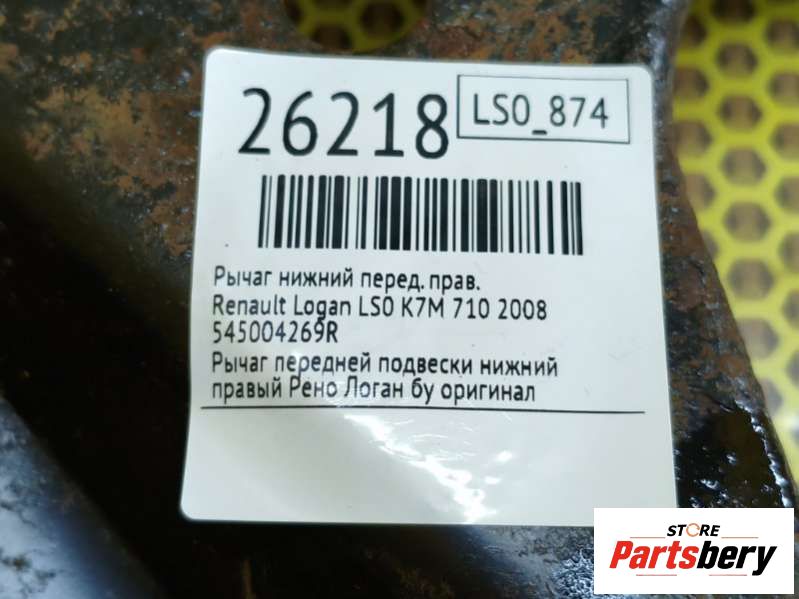 26218
LS0_874
Рычаг нижний перед. прав.
Renault Logan LS0 K7M 710 2008
545004269R
Рычаг передней подвески нижний
правый Рено Логан бу оригинал
STORE
Partsbery